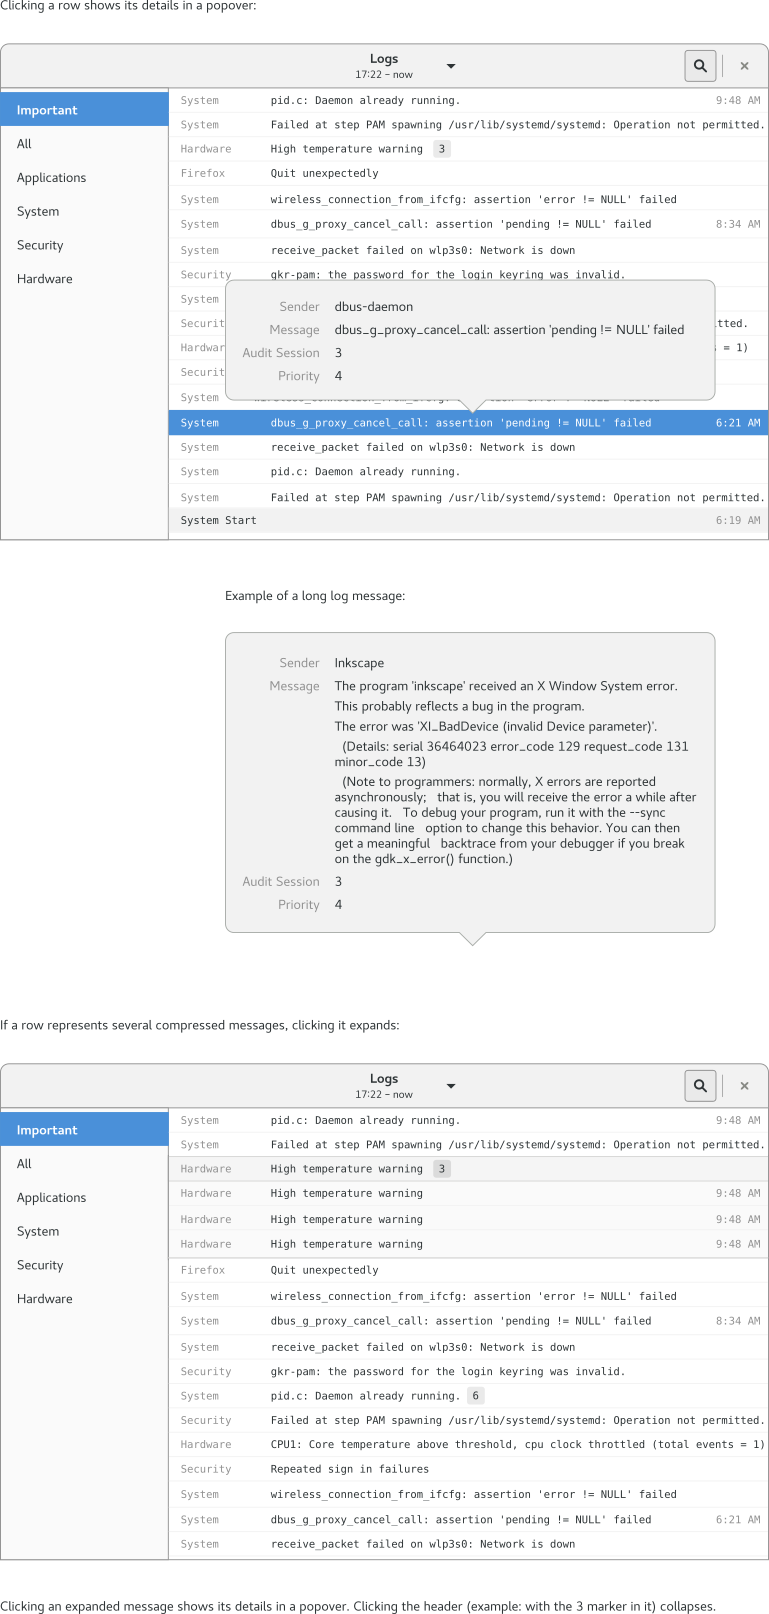 Clicking a row shows its details in a popover:
Logs
17:22 – now
Important
All
Applications
System
Security
Hardware
System pid.c: Daemon already running. 9:48 AM
System Failed at step PAM spawning /usr/lib/systemd/systemd: Operation not permitted.
Hardware High temperature warning 3
Firefox Quit unexpectedly
System wireless_connection_from_ifcfg: assertion 'error != NULL' failed
System dbus_g_proxy_cancel_call: assertion 'pending != NULL' failed 8:34 AM
System receive_packet failed on wlp3s0: Network is down
Security gkr-pam: the password for the login keyring was invalid.
System
Securit tted.
Hardwar = 1)
Securit
System
Sender dbus-daemon
Message dbus_g_proxy_cancel_call: assertion 'pending != NULL' failed
Audit Session 3
Priority 4
System dbus_g_proxy_cancel_call: assertion 'pending != NULL' failed 6:21 AM
System receive_packet failed on wlp3s0: Network is down
System pid.c: Daemon already running.
System Failed at step PAM spawning /usr/lib/systemd/systemd: Operation not permitted.
System Start 6:19 AM
Example of a long log message:
Sender Inkscape
Message The program 'inkscape' received an X Window System error.
This probably reflects a bug in the program.
The error was 'XI_BadDevice (invalid Device parameter)'.
(Details: serial 36464023 error_code 129 request_code 131
minor_code 13)
(Note to programmers: normally, X errors are reported
asynchronously; that is, you will receive the error a while after
causing it. To debug your program, run it with the --sync
command line option to change this behavior. You can then
get a meaningful backtrace from your debugger if you break
on the gdk_x_error() function.)
Audit Session 3
Priority 4
If a row represents several compressed messages, clicking it expands:
Logs
17:22 – now
Important
All
Applications
System
Security
Hardware
System pid.c: Daemon already running. 9:48 AM
System Failed at step PAM spawning /usr/lib/systemd/systemd: Operation not permitted.
Hardware High temperature warning 3
Hardware High temperature warning 9:48 AM
Hardware High temperature warning 9:48 AM
Hardware High temperature warning 9:48 AM
Firefox Quit unexpectedly
System wireless_connection_from_ifcfg: assertion 'error != NULL' failed
System dbus_g_proxy_cancel_call: assertion 'pending != NULL' failed 8:34 AM
System receive_packet failed on wlp3s0: Network is down
Security gkr-pam: the password for the login keyring was invalid.
System pid.c: Daemon already running. 6
Security Failed at step PAM spawning /usr/lib/systemd/systemd: Operation not permitted.
Hardware CPU1: Core temperature above threshold, cpu clock throttled (total events = 1)
Security Repeated sign in failures
System wireless_connection_from_ifcfg: assertion 'error != NULL' failed
System dbus_g_proxy_cancel_call: assertion 'pending != NULL' failed 6:21 AM
System receive_packet failed on wlp3s0: Network is down
Clicking an expanded message shows its details in a popover. Clicking the header (example: with the 3 marker in it) collapses.